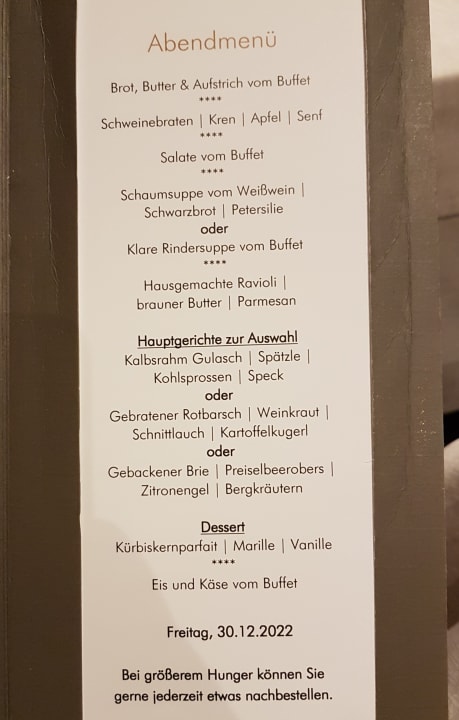 Abendmenü
Brot, Butter & Aufstrich vom Buffet
****
Schweinebraten | Kren | Apfel | Senf
****
Salate vom Buffet
****
Schaumsuppe vom Weißwein |
Schwarzbrot | Petersilie
oder
Klare Rindersuppe vom Buffet
****
Hausgemachte Ravioli |
brauner Butter | Parmesan
Hauptgerichte zur Auswahl
Kalbsrahm Gulasch | Spätzle |
Kohlsprossen | Speck
oder
Gebratener Rotbarsch | Weinkraut |
Schnittlauch | Kartoffelkugerl
oder
Gebackener Brie | Preiselbeerobers |
Zitronengel | Bergkräutern
Dessert
Kürbiskernparfait | Marille | Vanille
****
Eis und Käse vom Buffet
Freitag, 30.12.2022
Bei größerem Hunger können Sie
gerne jederzeit etwas nachbestellen.